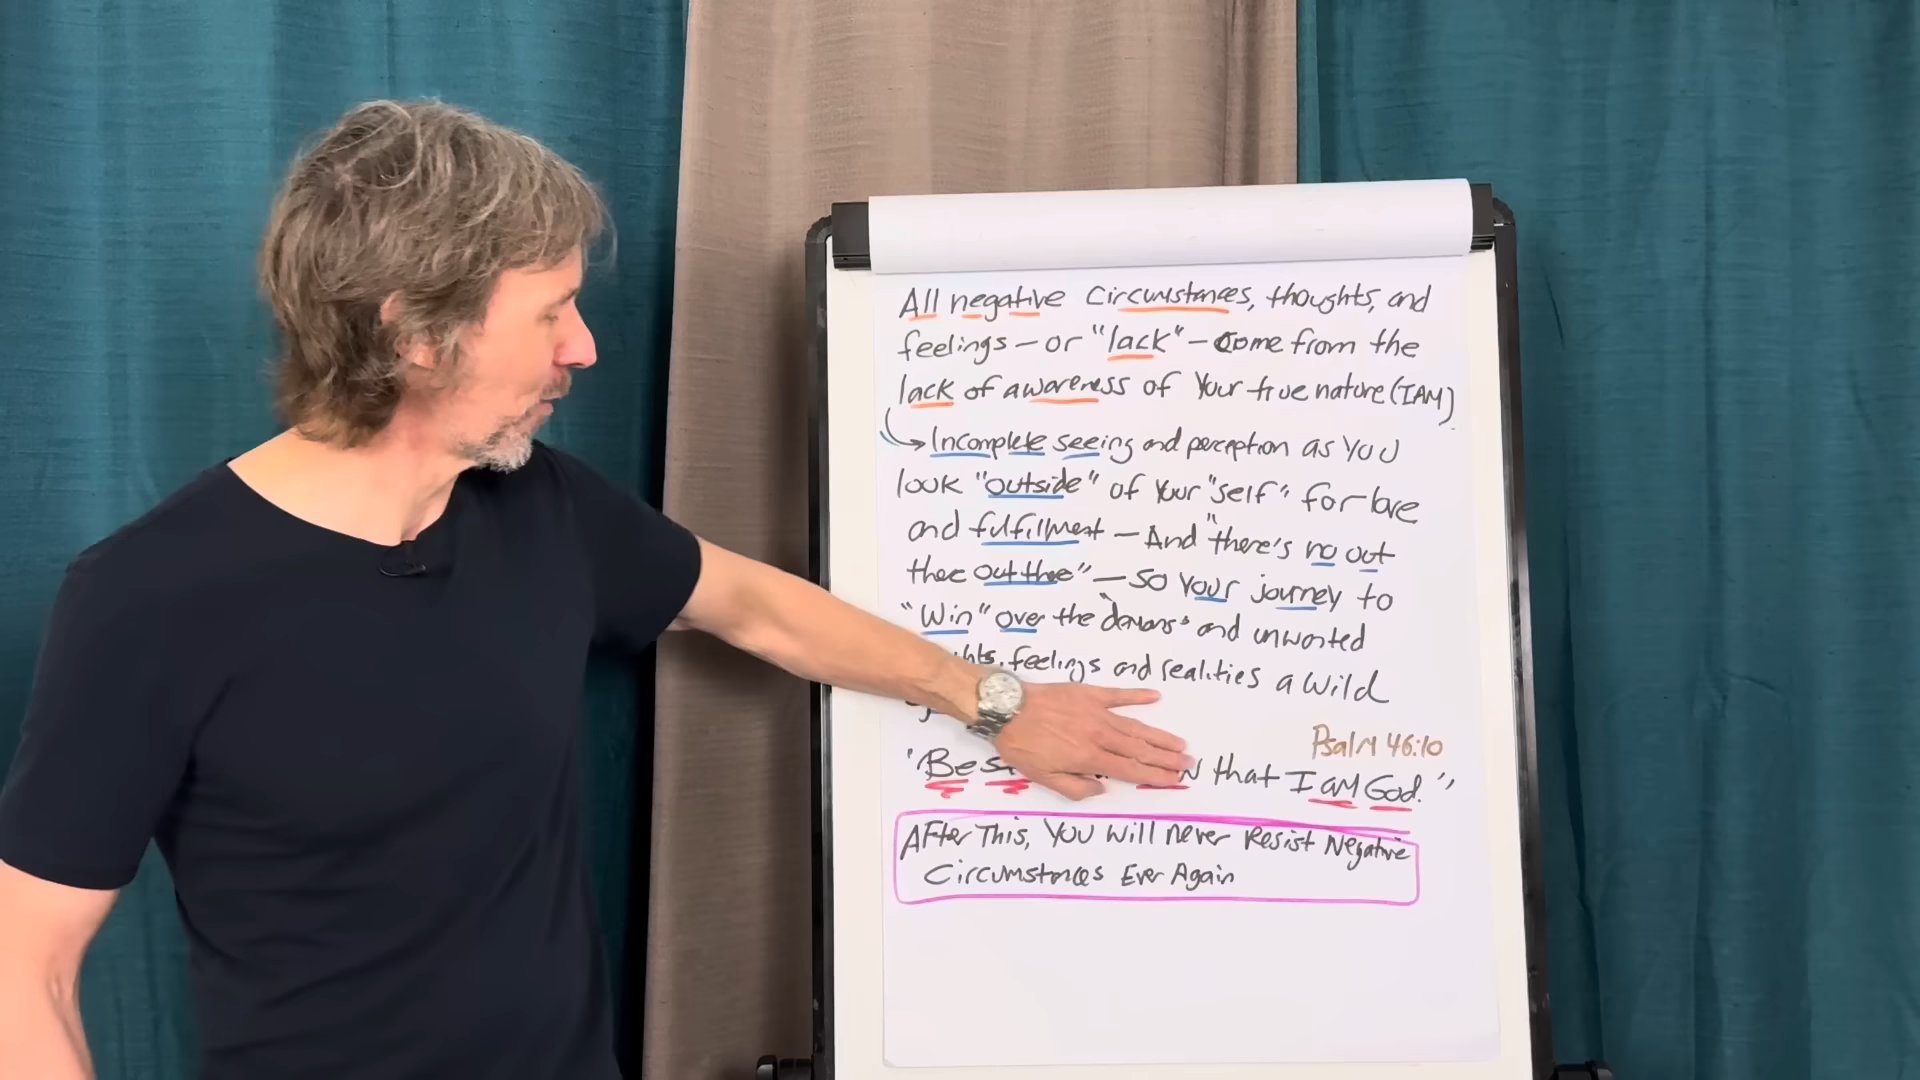 All negative Circumstances, thoughts, and
feelings – or "lack" – come from the
lack of awareness of Your true nature (I AM)
→ Incomplete seeing and perception as You
look "outside" of Your "self" for love
and fulfillment – And "there's no out
there out there" – so Your journey to
"Win" over the "demons" and unwanted
feelings and realities a Wild
Psalm 46:10
"Be that I am God."
After This, You Will never Resist Negative
Circumstances Ever Again